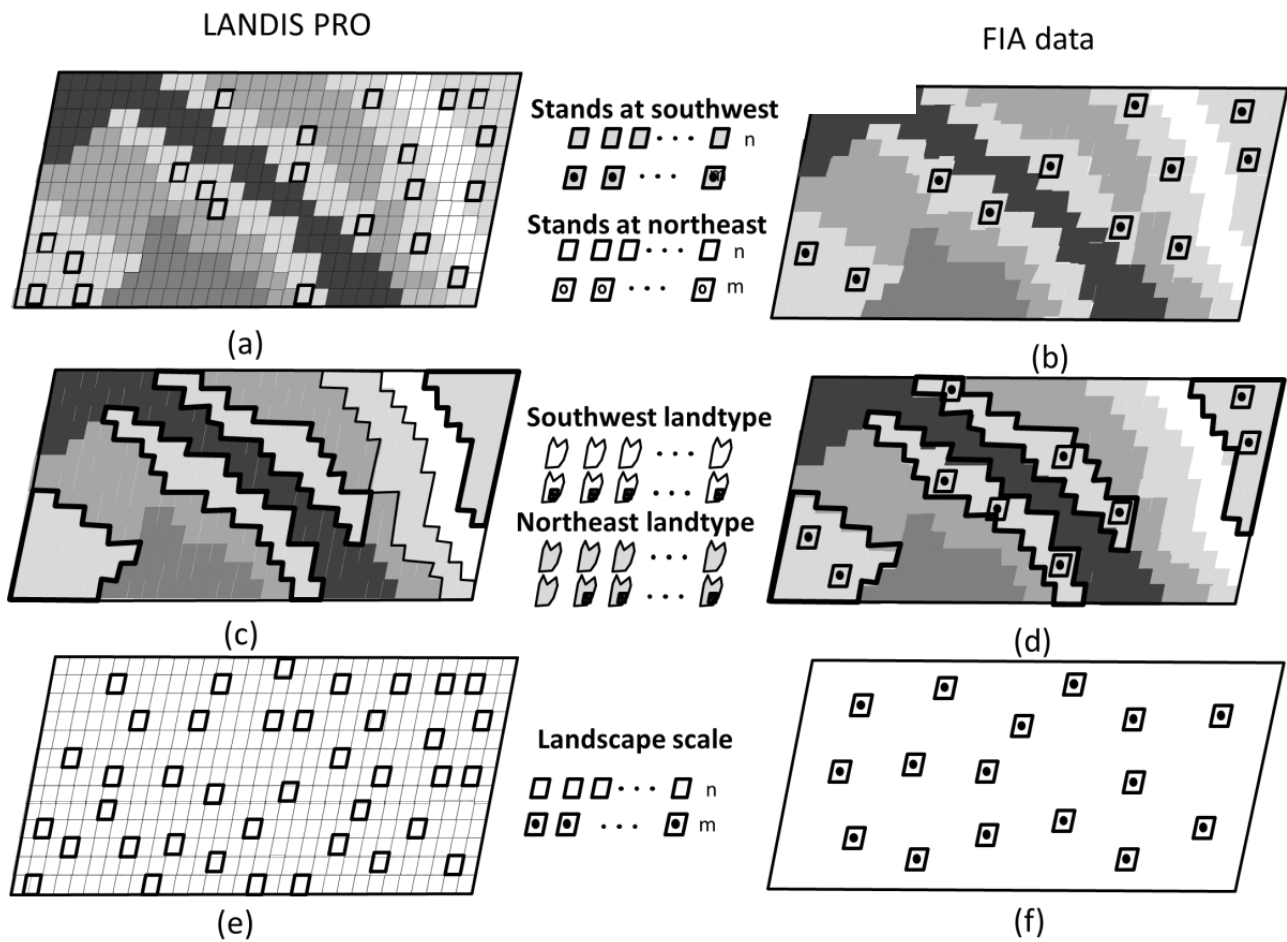 LANDIS PRO
FIA data
Stands at southwest
n
m
Stands at northeast
n
m
(a)
(b)
Southwest landtype
Northeast landtype
(c)
(d)
Landscape scale
n
m
(e)
(f)